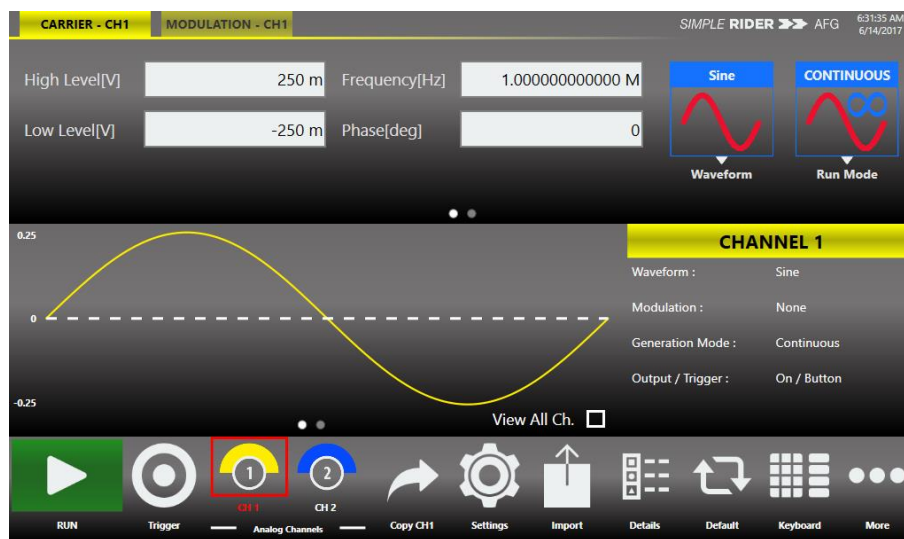 CARRIER - CH1 MODULATION - CH1 SIMPLE RIDER AFG 6:31:35 AM
6/14/2017
High Level[V] 250 m Frequency[Hz] 1.000000000000 M Sine CONTINUOUS
Low Level[V] -250 m Phase[deg] 0
Waveform Run Mode
0.25 CHANNEL 1
Waveform : Sine
Modulation : None
0
Generation Mode : Continuous
Output / Trigger : On / Button
-0.25
View All Ch.
1 2
CH 1 CH 2
RUN Trigger Analog Channels Copy CH1 Settings Import Details Default Keyboard More